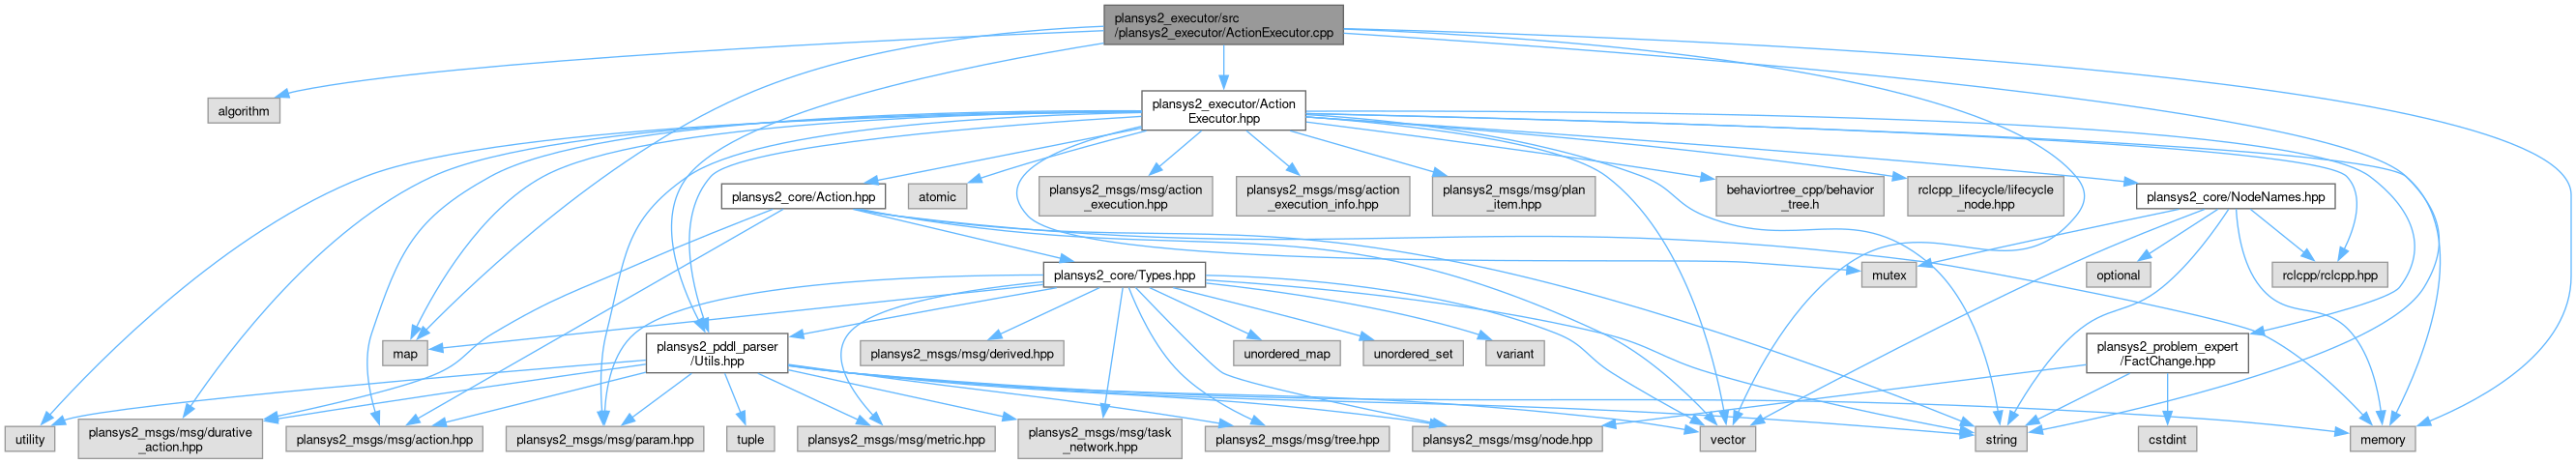 plansys2_executor/src
/plansys2_executor/ActionExecutor.cpp
algorithm
plansys2_executor/Action
Executor.hpp
plansys2_core/Action.hpp
atomic
plansys2_msgs/msg/action
_execution.hpp
plansys2_msgs/msg/action
_execution_info.hpp
plansys2_msgs/msg/plan
_item.hpp
behaviortree_cpp/behavior
_tree.h
rclcpp_lifecycle/lifecycle
_node.hpp
plansys2_core/NodeNames.hpp
plansys2_core/Types.hpp
mutex
optional
rclcpp/rclcpp.hpp
map
plansys2_pddl_parser
/Utils.hpp
plansys2_msgs/msg/derived.hpp
unordered_map
unordered_set
variant
plansys2_problem_expert
/FactChange.hpp
utility
plansys2_msgs/msg/durative
_action.hpp
plansys2_msgs/msg/action.hpp
plansys2_msgs/msg/param.hpp
tuple
plansys2_msgs/msg/metric.hpp
plansys2_msgs/msg/task
_network.hpp
plansys2_msgs/msg/tree.hpp
plansys2_msgs/msg/node.hpp
vector
string
cstdint
memory